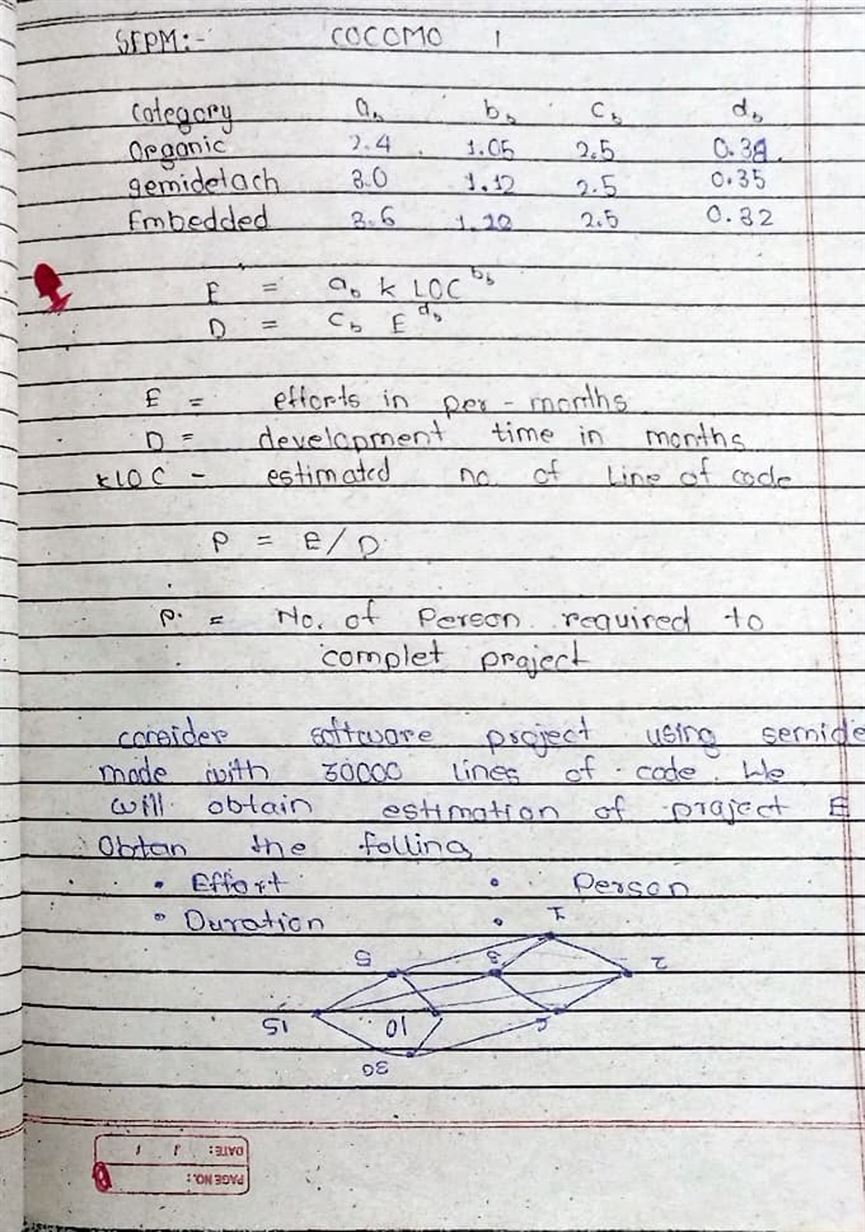 SEPM:- COCOMO 1
Category a_b b_b C_b d_b
Organic 2.4 1.05 2.5 0.38
semidetach 3.0 1.12 2.5 0.35
Embedded 3.6 1.20 2.5 0.32
E = a_b k LOC^b_b
D = C_b E^d_b
E = efforts in per - months
D = development time in months
KLOC - estimated no of Line of code
P = E/D
P. = No. of Person required to
complet project
consider software project using semide
mode with 30000 lines of code. We
will obtain estimation of project E
Obtan the folling
• Effort • Person
• Duration •
1
5 3 2
15 10 6
30
DATE: / /
PAGE NO.: